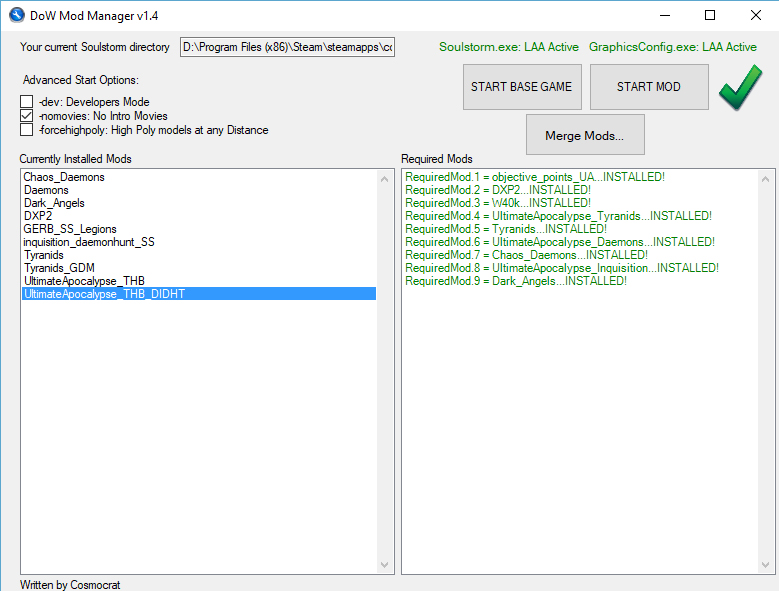 DoW Mod Manager v1.4
Your current Soulstorm directory D:\Program Files (x86)\Steam\steamapps\cc
Soulstorm.exe: LAA Active GraphicsConfig.exe: LAA Active
Advanced Start Options:
START BASE GAME
START MOD
-dev: Developers Mode
-nomovies: No Intro Movies
-forcehighpoly: High Poly models at any Distance
Merge Mods...
Currently Installed Mods
Chaos_Daemons
Daemons
Dark_Angels
DXP2
GERB_SS_Legions
inquisition_daemonhunt_SS
Tyranids
Tyranids_GDM
UltimateApocalypse_THB
UltimateApocalypse_THB_DIDHT
Required Mods
RequiredMod.1 = objective_points_UA...INSTALLED!
RequiredMod.2 = DXP2...INSTALLED!
RequiredMod.3 = W40k...INSTALLED!
RequiredMod.4 = UltimateApocalypse_Tyranids...INSTALLED!
RequiredMod.5 = Tyranids...INSTALLED!
RequiredMod.6 = UltimateApocalypse_Daemons...INSTALLED!
RequiredMod.7 = Chaos_Daemons...INSTALLED!
RequiredMod.8 = UltimateApocalypse_Inquisition...INSTALLED!
RequiredMod.9 = Dark_Angels...INSTALLED!
Written by Cosmocrat